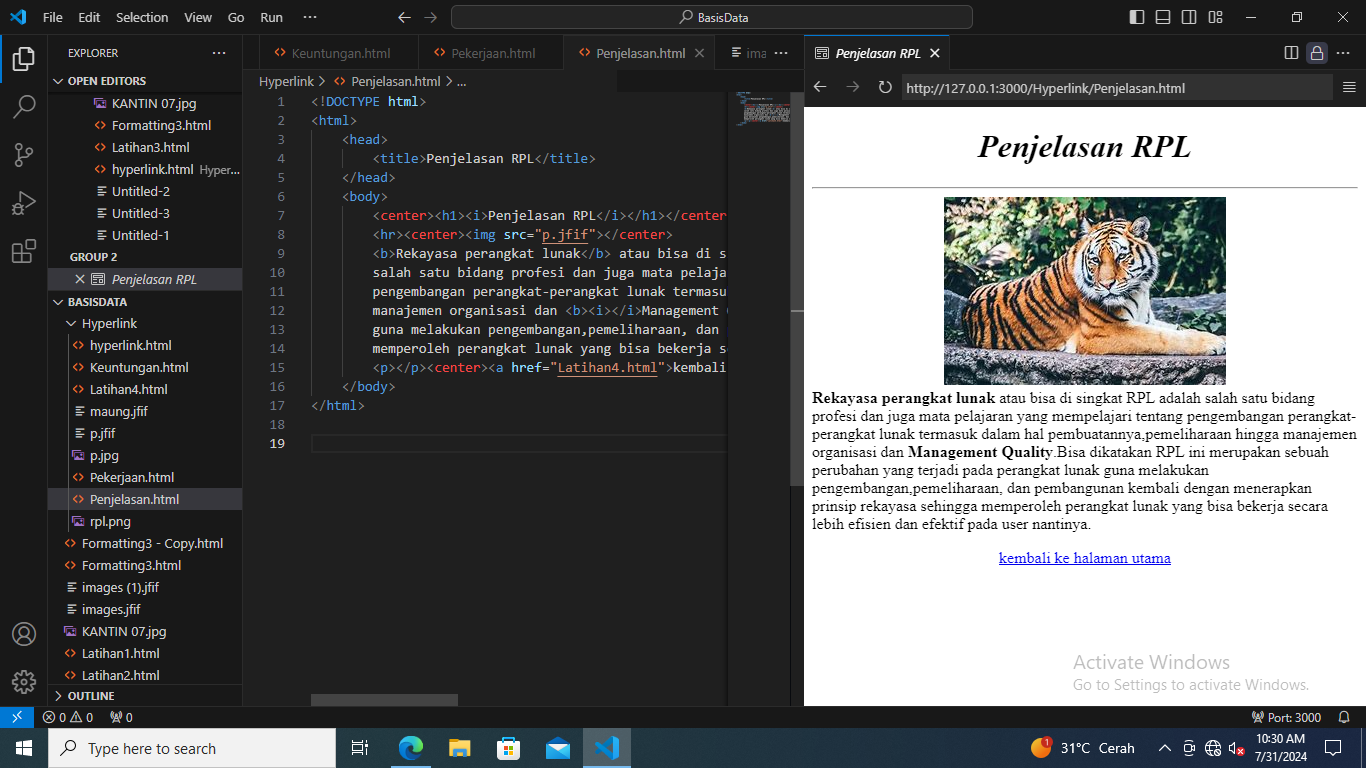 File Edit Selection View Go Run ··· BasisData
EXPLORER ···
OPEN EDITORS
KANTIN 07.jpg
Formatting3.html
Latihan3.html
hyperlink.html Hyper...
Untitled-2
Untitled-3
Untitled-1
GROUP 2
Penjelasan RPL
BASISDATA
Hyperlink
hyperlink.html
Keuntungan.html
Latihan4.html
maung.jfif
p.jfif
p.jpg
Pekerjaan.html
Penjelasan.html
rpl.png
Formatting3 - Copy.html
Formatting3.html
images (1).jfif
images.jfif
KANTIN 07.jpg
Latihan1.html
Latihan2.html
OUTLINE
Keuntungan.html Pekerjaan.html Penjelasan.html ima ···
Hyperlink > Penjelasan.html > ...
1 <!DOCTYPE html>
2 <html>
3 <head>
4 <title>Penjelasan RPL</title>
5 </head>
6 <body>
7 <center><h1><i>Penjelasan RPL</i></h1></center
8 <hr><center><img src="p.jfif"></center>
9 <b>Rekayasa perangkat lunak</b> atau bisa di s
10 salah satu bidang profesi dan juga mata pelaja
11 pengembangan perangkat-perangkat lunak termasu
12 manajemen organisasi dan <b><i></i>Management
13 guna melakukan pengembangan,pemeliharaan, dan
14 memperoleh perangkat lunak yang bisa bekerja se
15 <p></p><center><a href="Latihan4.html">kembali
16 </body>
17 </html>
18
19
Penjelasan RPL ···
http://127.0.0.1:3000/Hyperlink/Penjelasan.html
Penjelasan RPL
Rekayasa perangkat lunak atau bisa di singkat RPL adalah salah satu bidang
profesi dan juga mata pelajaran yang mempelajari tentang pengembangan perangkat-
perangkat lunak termasuk dalam hal pembuatannya,pemeliharaan hingga manajemen
organisasi dan Management Quality.Bisa dikatakan RPL ini merupakan sebuah
perubahan yang terjadi pada perangkat lunak guna melakukan
pengembangan,pemeliharaan, dan pembangunan kembali dengan menerapkan
prinsip rekayasa sehingga memperoleh perangkat lunak yang bisa bekerja secara
lebih efisien dan efektif pada user nantinya.
kembali ke halaman utama
Activate Windows
Go to Settings to activate Windows.
0 0 0 Port: 3000
Type here to search 1 31°C Cerah 10:30 AM
7/31/2024